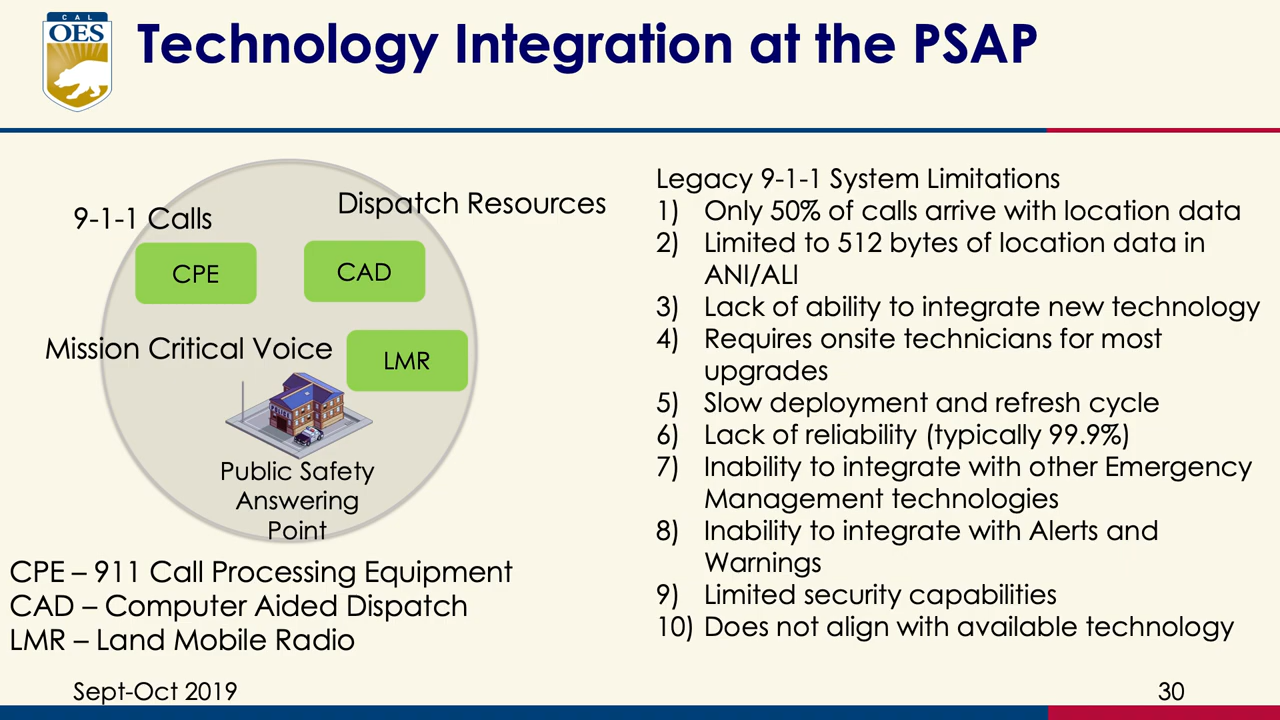 CAL
OES
Technology Integration at the PSAP
9-1-1 Calls
Dispatch Resources
CPE
CAD
Mission Critical Voice
LMR
Public Safety
Answering
Point
CPE – 911 Call Processing Equipment
CAD – Computer Aided Dispatch
LMR – Land Mobile Radio
Legacy 9-1-1 System Limitations
1) Only 50% of calls arrive with location data
2) Limited to 512 bytes of location data in
ANI/ALI
3) Lack of ability to integrate new technology
4) Requires onsite technicians for most
upgrades
5) Slow deployment and refresh cycle
6) Lack of reliability (typically 99.9%)
7) Inability to integrate with other Emergency
Management technologies
8) Inability to integrate with Alerts and
Warnings
9) Limited security capabilities
10) Does not align with available technology
Sept-Oct 2019
30